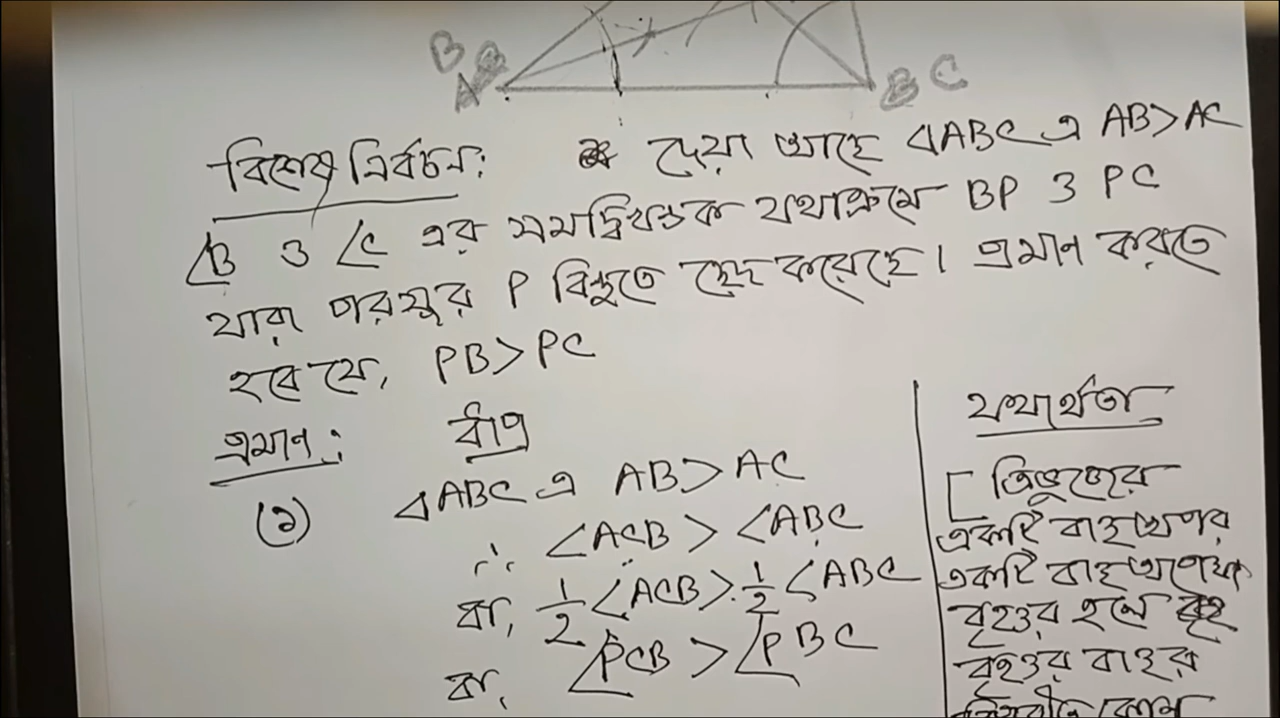 B
A B C
বিশেষ নির্বচন: দেয়া আছে ⊲ABC এ AB>AC
∠B ও ∠C এর সমদ্বিখন্ডক যথাক্রমে BP ও PC
যারা পরস্পর P বিন্দুতে ছেদ করেছে। প্রমান করতে
হবে যে, PB>PC
প্রমান: ধাপ
(১) ⊲ABC এ AB>AC
∴ <ACB > <ABC
বা, 1/2 <ACB > 1/2 <ABC
বা, ∠PCB > ∠PBC
যথার্থতা
[ ত্রিভুজের
একটি বাহু অপর
একটি বাহু অপেক্ষা
বৃহত্তর হলে
বৃহত্তর বাহুর
বিপরীত কোণ